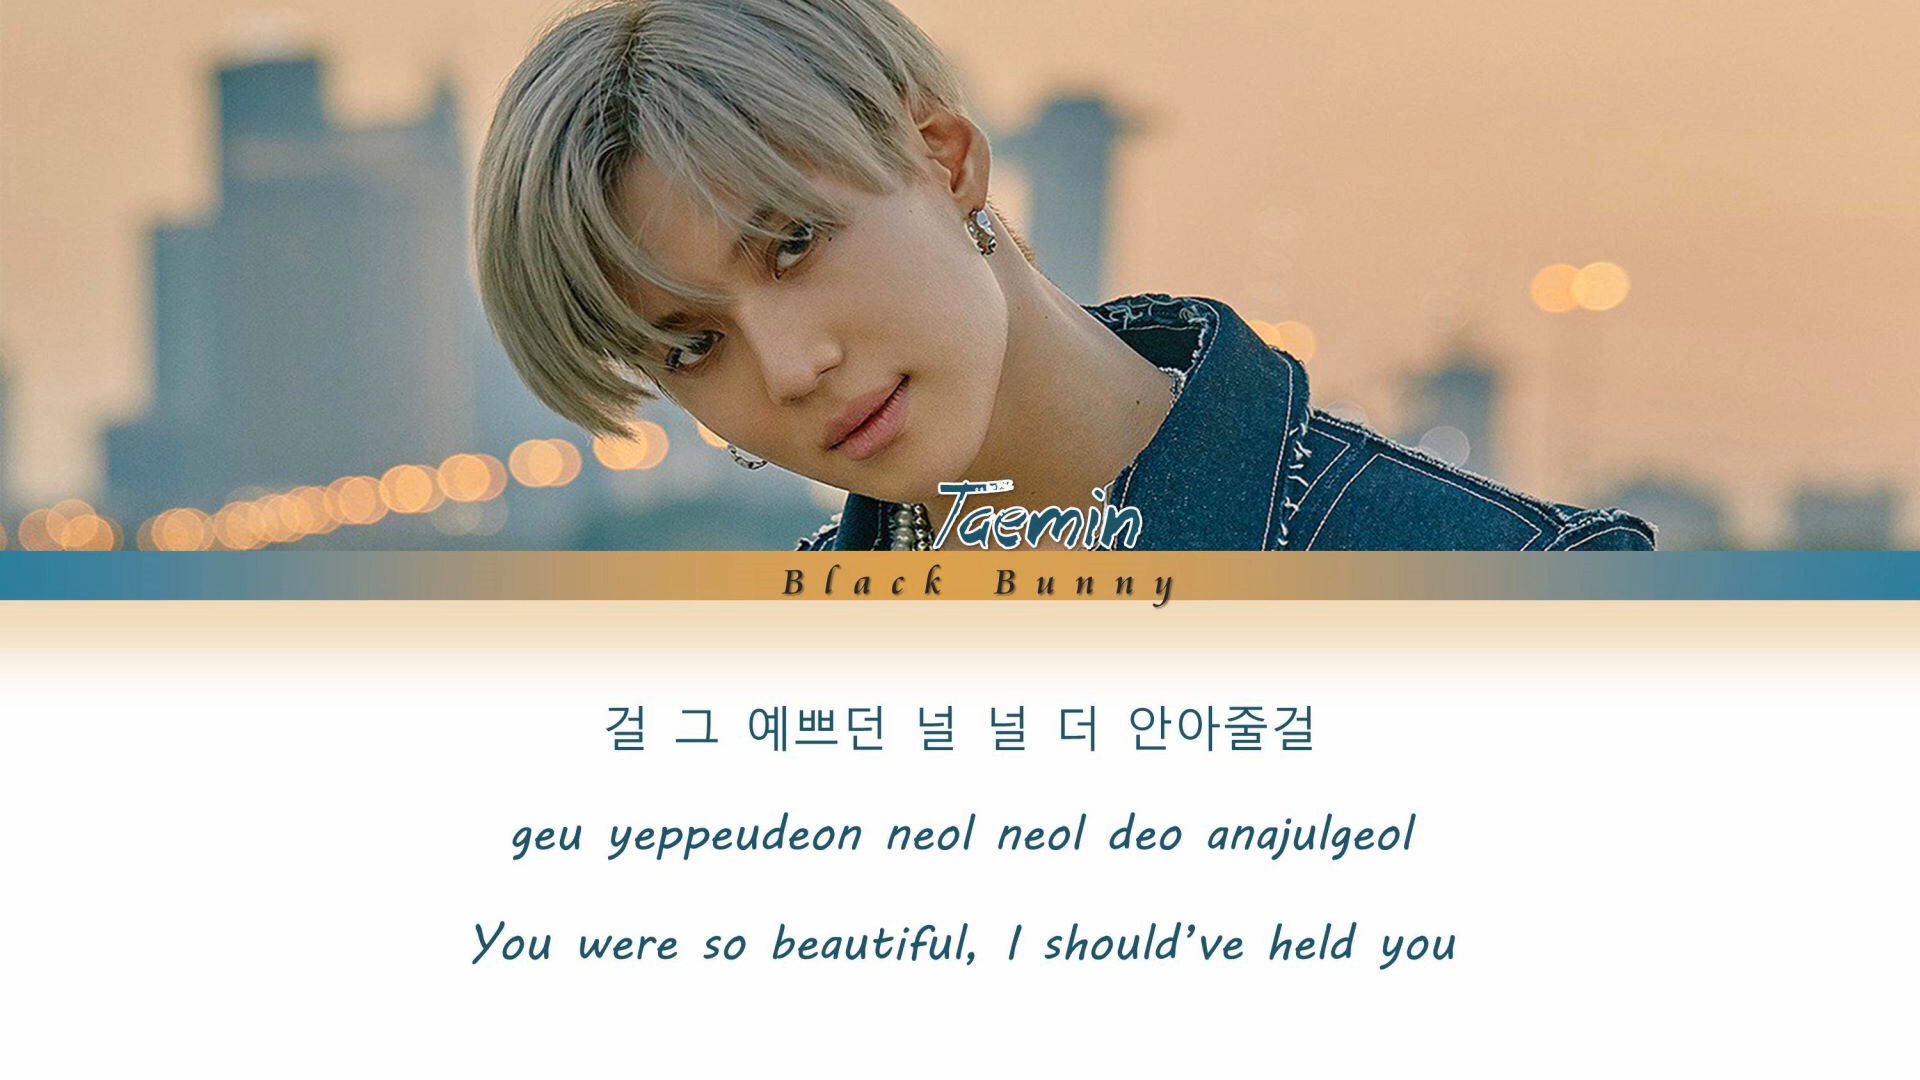 Taemin
Black Bunny
걸 그 예쁘던 널 널 더 안아줄걸
geu yeppeudeon neol neol deo anajulgeol
You were so beautiful, I should’ve held you